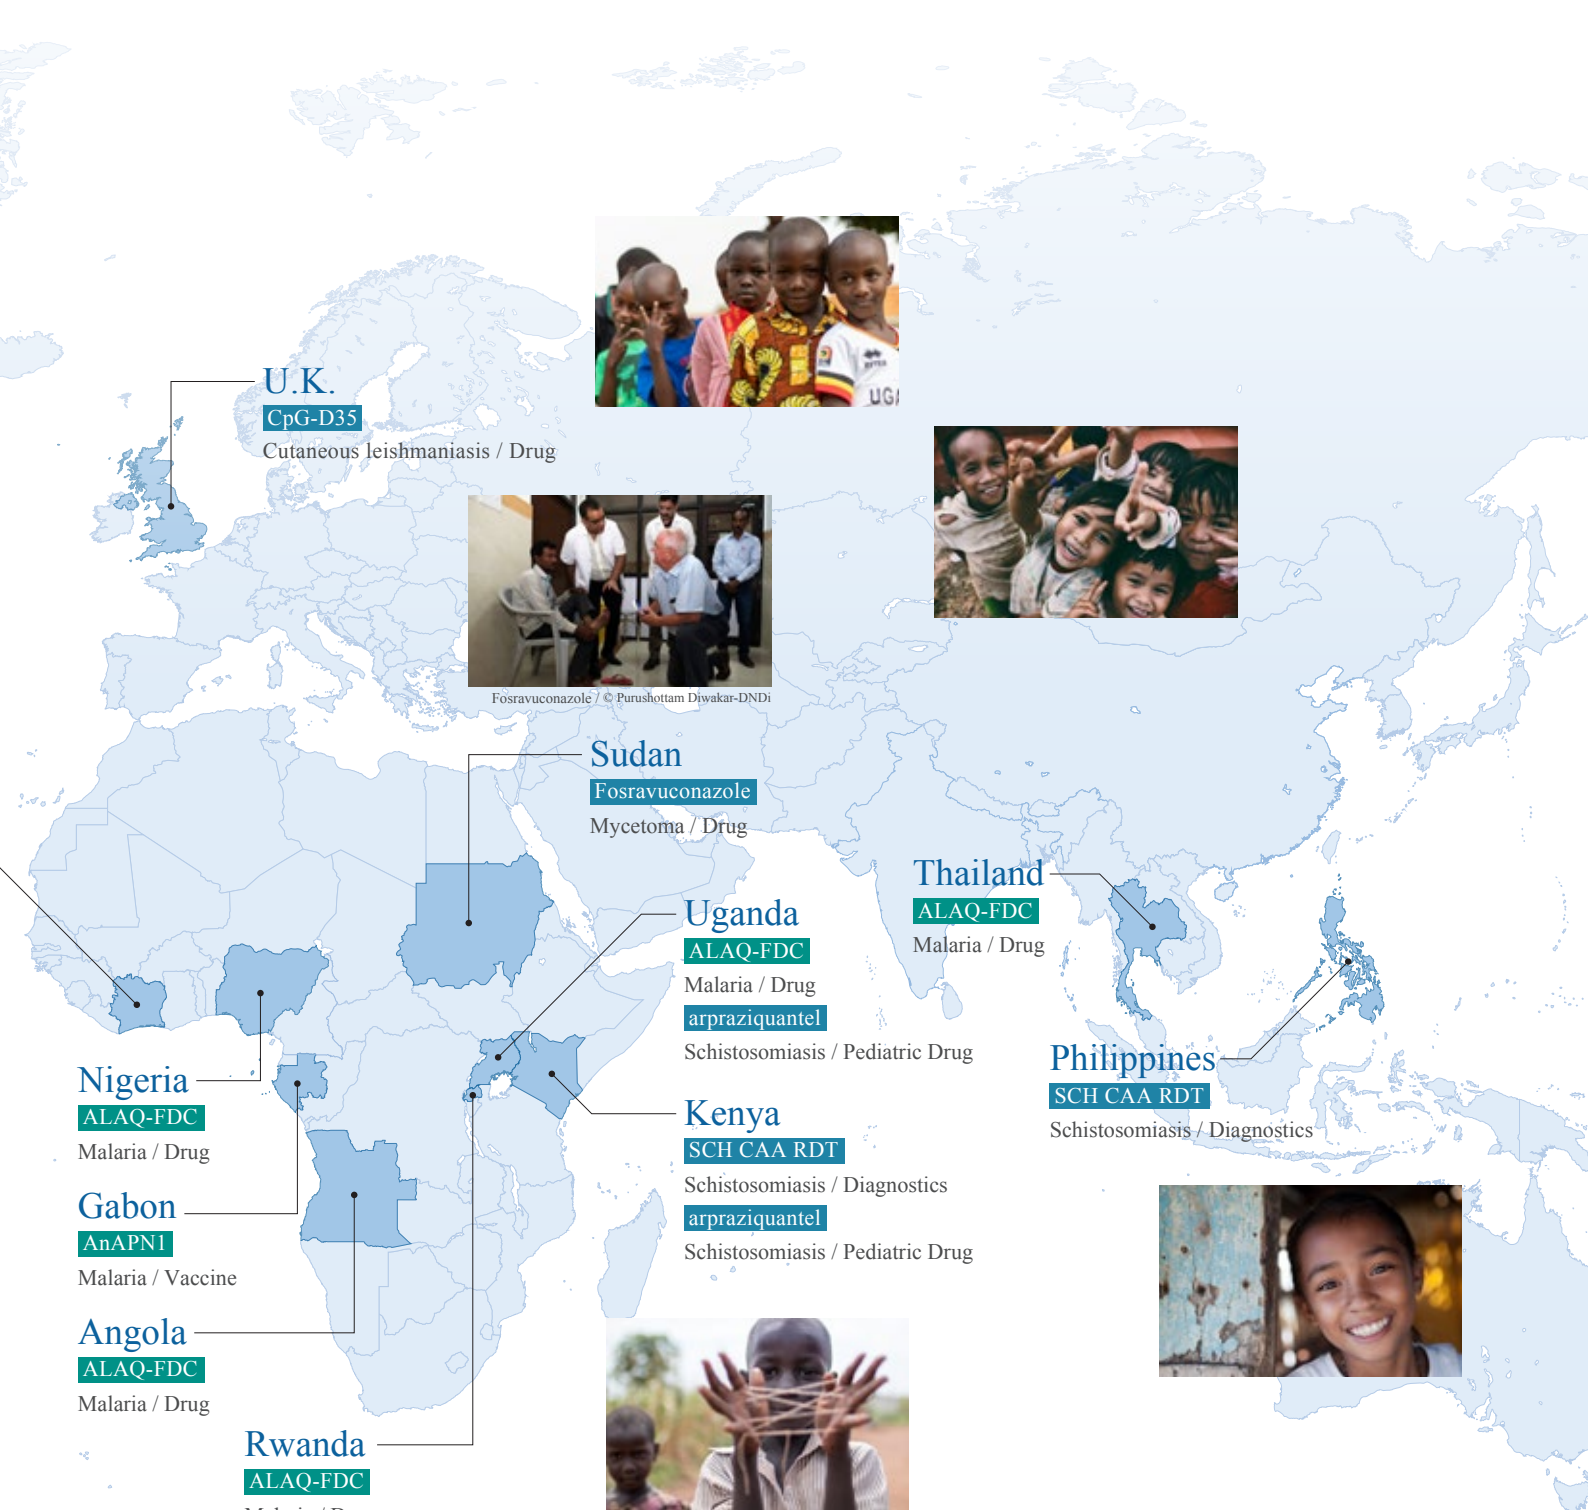 U.K.
CpG-D35
Cutaneous leishmaniasis / Drug
UGA
Fosravuconazole / © Purushottam Diwakar-DNDi
Sudan
Fosravuconazole
Mycetoma / Drug
Uganda
ALAQ-FDC
Malaria / Drug
arpraziquantel
Schistosomiasis / Pediatric Drug
Thailand
ALAQ-FDC
Malaria / Drug
Philippines
SCH CAA RDT
Schistosomiasis / Diagnostics
Kenya
SCH CAA RDT
Schistosomiasis / Diagnostics
arpraziquantel
Schistosomiasis / Pediatric Drug
Nigeria
ALAQ-FDC
Malaria / Drug
Gabon
AnAPN1
Malaria / Vaccine
Angola
ALAQ-FDC
Malaria / Drug
Rwanda
ALAQ-FDC